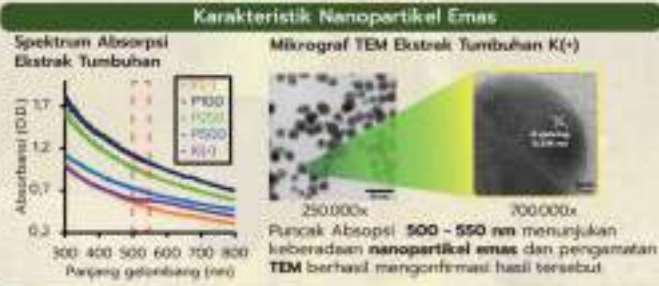 Karakteristik Nanopartikel Emas
Spektrum Absorpsi
Ekstrak Tumbuhan
Mikrograf TEM Ekstrak Tumbuhan K(+)
Absorbansi (O.D.)
1.7
1.2
0.7
0.2
P100
P250
P500
K(-)
300 400 500 600 700 800
Panjang gelombang (nm)
250.000x
700.000x
Puncak Absopsi 500 - 550 nm menunjukan
keberadaan nanopartikel emas dan pengamatan
TEM berhasil mengonfirmasi hasil tersebut.